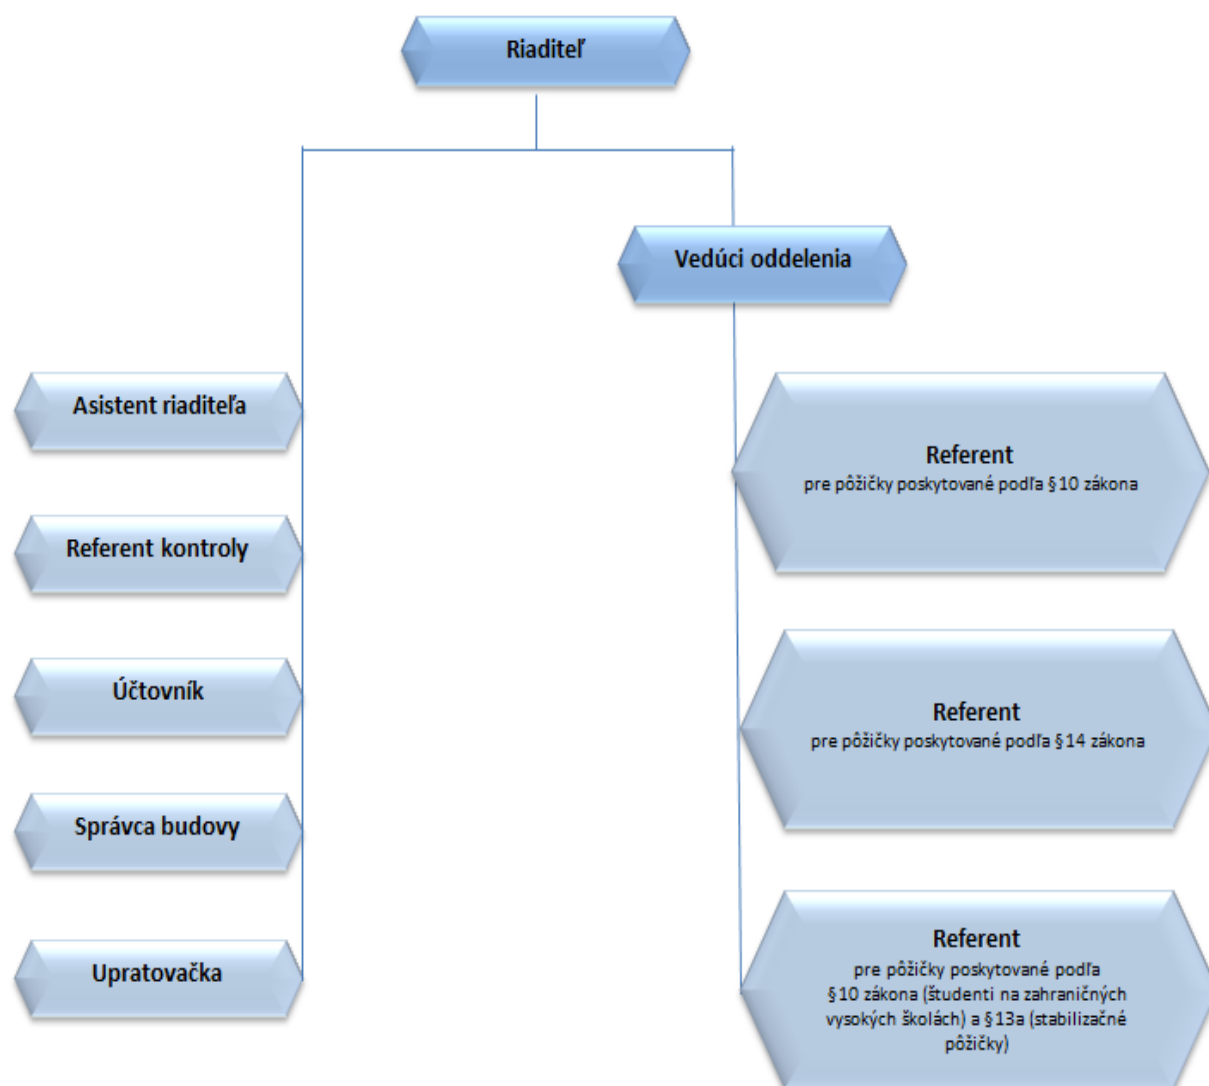 Riaditeľ
Vedúci oddelenia
Asistent riaditeľa
Referent kontroly
Účtovník
Správca budovy
Upratovačka
Referent
pre pôžičky poskytované podľa §10 zákona
Referent
pre pôžičky poskytované podľa §14 zákona
Referent
pre pôžičky poskytované podľa
§10 zákona (študenti na zahraničných
vysokých školách) a §13a (stabilizačné
pôžičky)